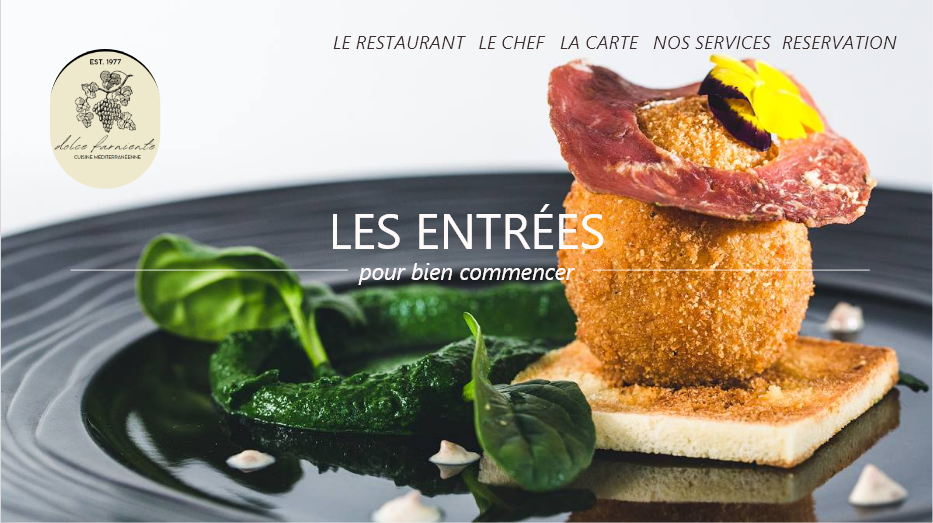 LE RESTAURANT LE CHEF LA CARTE NOS SERVICES RESERVATION
EST. 1977
dolce farniente
CUISINE MÉDITERRANÉENNE
LES ENTRÉES
pour bien commencer